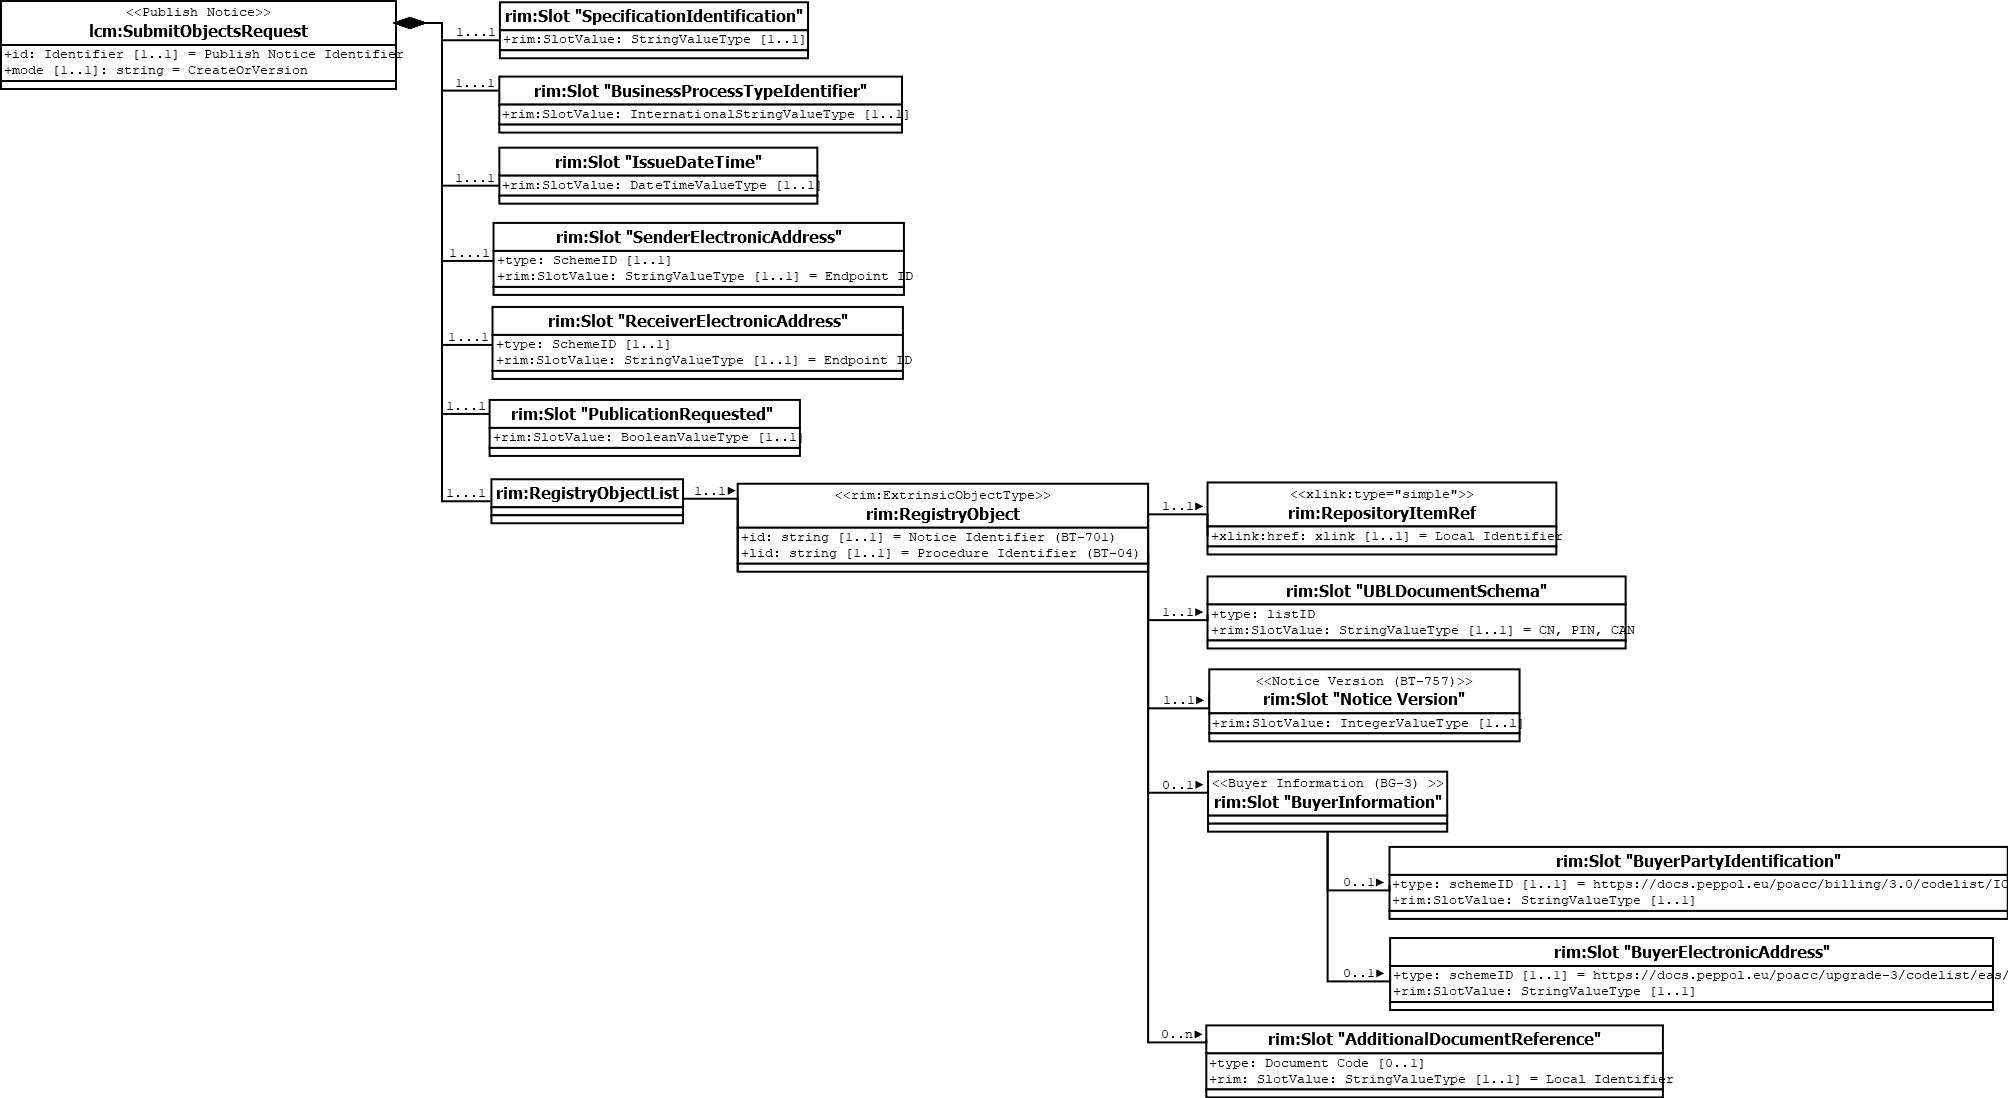 <<Publish Notice>>
lcm:SubmitObjectsRequest
+id: Identifier [1..1] = Publish Notice Identifier
+mode [1..1]: string = CreateOrVersion
1...1
rim:Slot "SpecificationIdentification"
+rim:SlotValue: StringValueType [1..1]
1...1
rim:Slot "BusinessProcessTypeIdentifier"
+rim:SlotValue: InternationalStringValueType [1..1]
1...1
rim:Slot "IssueDateTime"
+rim:SlotValue: DateTimeValueType [1..1]
1...1
rim:Slot "SenderElectronicAddress"
+type: SchemeID [1..1]
+rim:SlotValue: StringValueType [1..1] = Endpoint ID
1...1
rim:Slot "ReceiverElectronicAddress"
+type: SchemeID [1..1]
+rim:SlotValue: StringValueType [1..1] = Endpoint ID
1...1
rim:Slot "PublicationRequested"
+rim:SlotValue: BooleanValueType [1..1]
1...1
rim:RegistryObjectList
1..1
<<rim:ExtrinsicObjectType>>
rim:RegistryObject
+id: string [1..1] = Notice Identifier (BT-701)
+lid: string [1..1] = Procedure Identifier (BT-04)
1..1
<<xlink:type="simple">>
rim:RepositoryItemRef
+xlink:href: xlink [1..1] = Local Identifier
1..1
rim:Slot "UBLDocumentSchema"
+type: listID
+rim:SlotValue: StringValueType [1..1] = CN, PIN, CAN
1..1
<<Notice Version (BT-757)>>
rim:Slot "Notice Version"
+rim:SlotValue: IntegerValueType [1..1]
0..1
<<Buyer Information (BG-3) >>
rim:Slot "BuyerInformation"
0..1
rim:Slot "BuyerPartyIdentification"
+type: schemeID [1..1] = https://docs.peppol.eu/poacc/billing/3.0/codelist/IC
+rim:SlotValue: StringValueType [1..1]
0..1
rim:Slot "BuyerElectronicAddress"
+type: schemeID [1..1] = https://docs.peppol.eu/poacc/upgrade-3/codelist/eas/
+rim:SlotValue: StringValueType [1..1]
0..n
rim:Slot "AdditionalDocumentReference"
+type: Document Code [0..1]
+rim: SlotValue: StringValueType [1..1] = Local Identifier